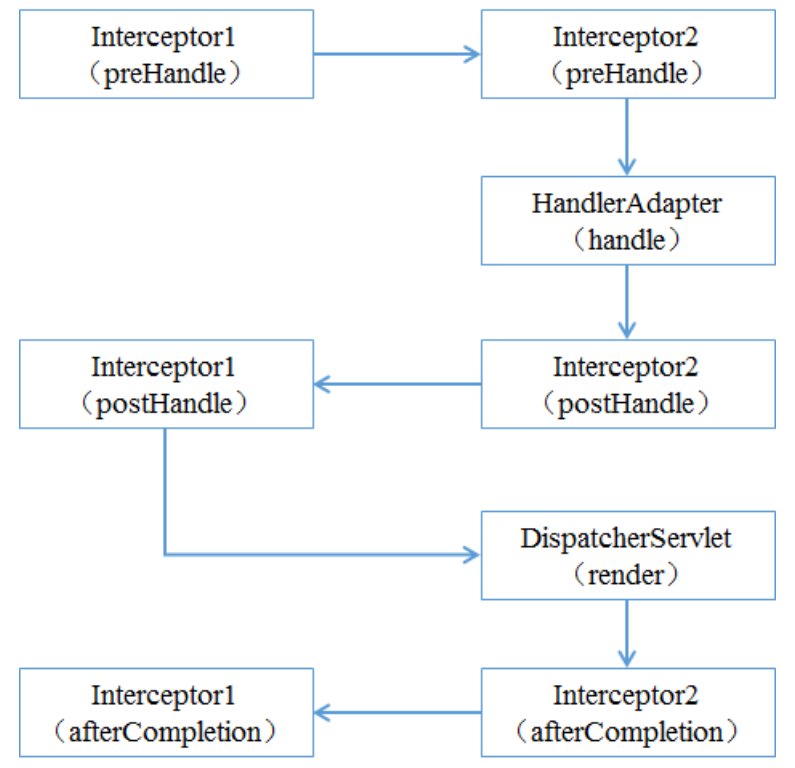 Interceptor1
（preHandle）
Interceptor2
（preHandle）
HandlerAdapter
（handle）
Interceptor1
（postHandle）
Interceptor2
（postHandle）
DispatcherServlet
（render）
Interceptor1
（afterCompletion）
Interceptor2
（afterCompletion）